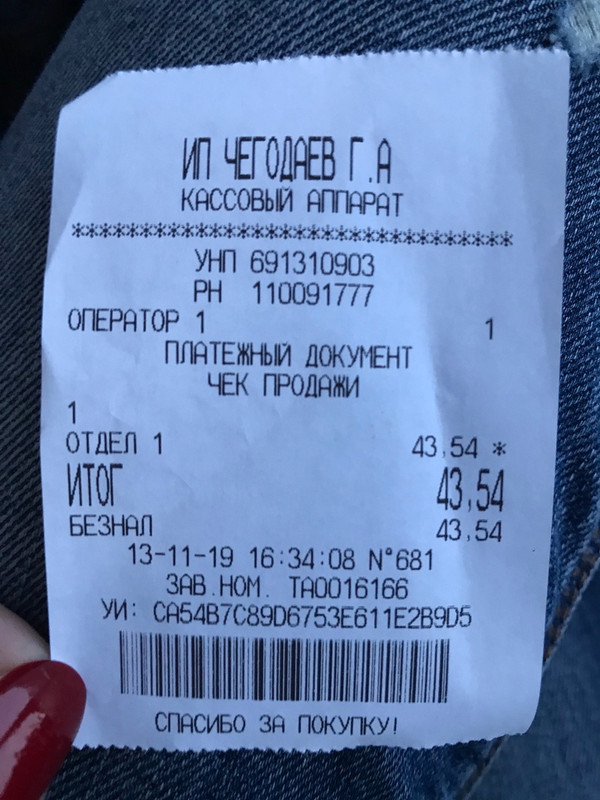 ИП ЧЕГОДАЕВ Г.А
КАССОВЫЙ АППАРАТ
*************************************
УНП 691310903
РН 110091777
ОПЕРАТОР 1 1
ПЛАТЕЖНЫЙ ДОКУМЕНТ
ЧЕК ПРОДАЖИ
1
ОТДЕЛ 1 43,54 *
ИТОГ 43,54
БЕЗНАЛ 43,54
13-11-19 16:34:08 N°681
ЗАВ.НОМ. ТА0016166
УИ: CA54B7C89D6753E611E2B9D5
СПАСИБО ЗА ПОКУПКУ!